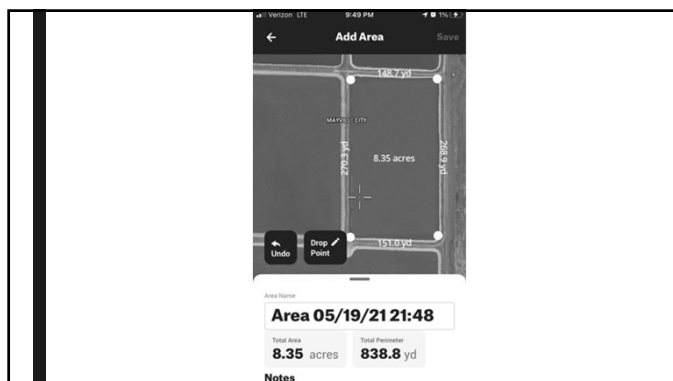 Verizon LTE 9:49 PM 1%
Add Area Save
148.7 yd
MAYVILL CITY
270.3 yd
8.35 acres
268.9 yd
151.0 yd
Undo
Drop
Point
Area Name
Area 05/19/21 21:48
Total Area Total Perimeter
8.35 acres 838.8 yd
Notes